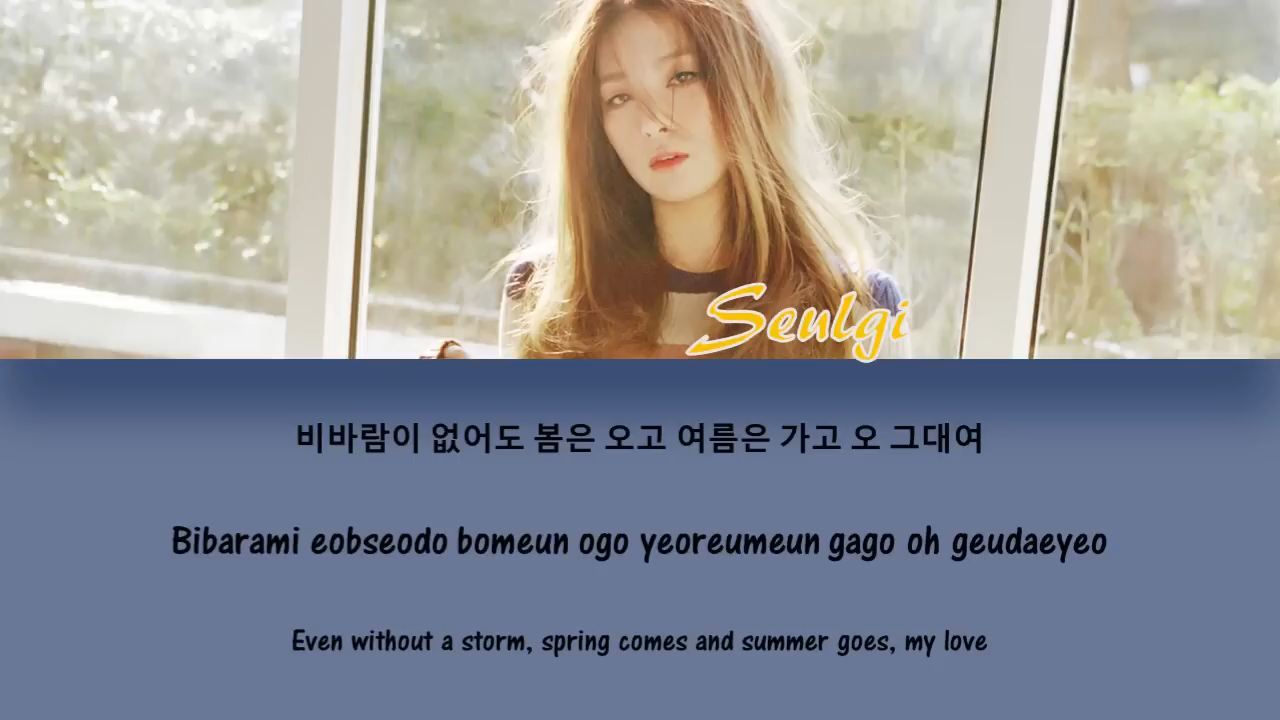 Seulgi
비바람이 없어도 봄은 오고 여름은 가고 오 그대여
Bibarami eobseodo bomeun ogo yeoreumeun gago oh geudaeyeo
Even without a storm, spring comes and summer goes, my love